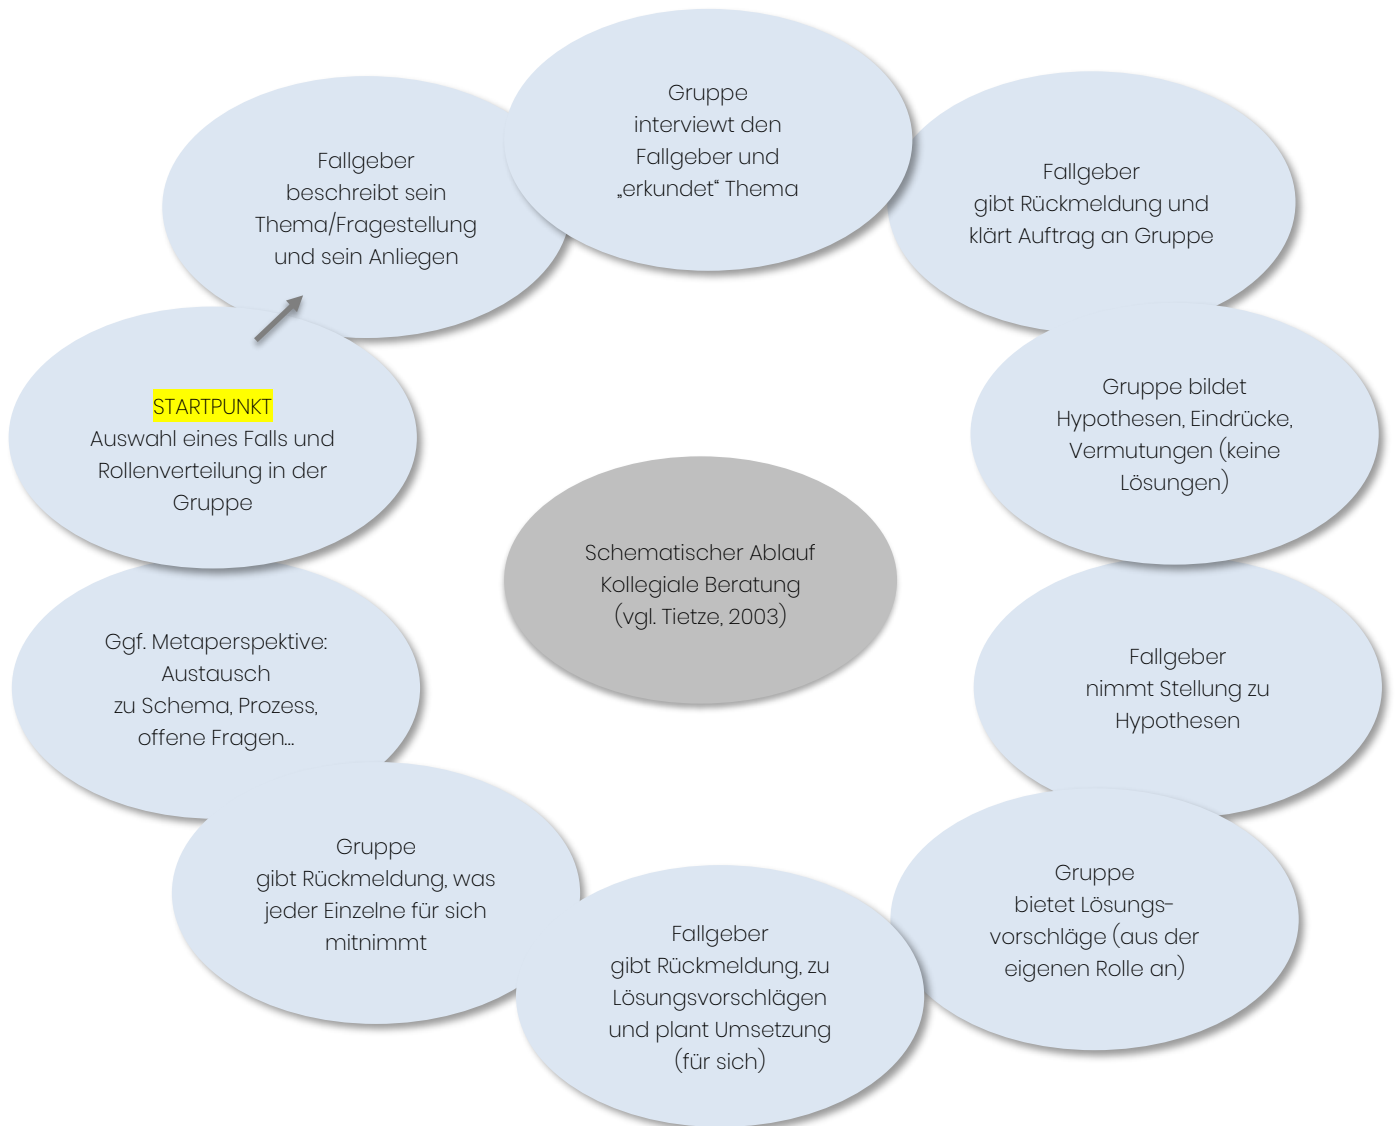 STARTPUNKT
Auswahl eines Falls und
Rollenverteilung in der
Gruppe
Fallgeber
beschreibt sein
Thema/Fragestellung
und sein Anliegen
Gruppe
interviewt den
Fallgeber und
„erkundet“ Thema
Fallgeber
gibt Rückmeldung und
klärt Auftrag an Gruppe
Gruppe bildet
Hypothesen, Eindrücke,
Vermutungen (keine
Lösungen)
Fallgeber
nimmt Stellung zu
Hypothesen
Gruppe
bietet Lösungs-
vorschläge (aus der
eigenen Rolle an)
Fallgeber
gibt Rückmeldung, zu
Lösungsvorschlägen
und plant Umsetzung
(für sich)
Gruppe
gibt Rückmeldung, was
jeder Einzelne für sich
mitnimmt
Ggf. Metaperspektive:
Austausch
zu Schema, Prozess,
offene Fragen...
Schematischer Ablauf
Kollegiale Beratung
(vgl. Tietze, 2003)